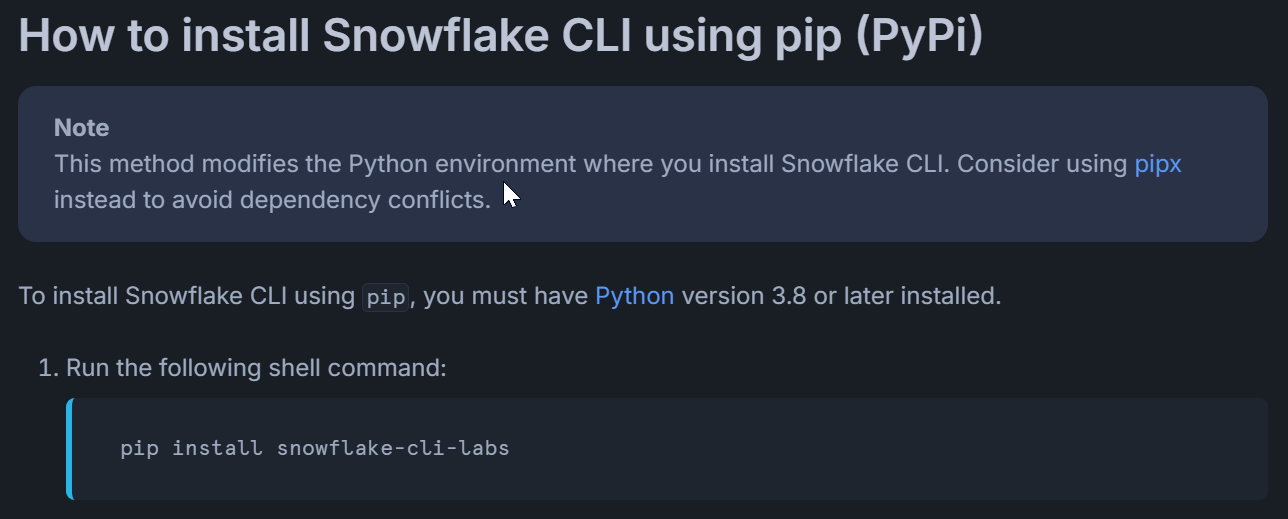 How to install Snowflake CLI using pip (PyPi)
Note
This method modifies the Python environment where you install Snowflake CLI. Consider using pipx
instead to avoid dependency conflicts.
To install Snowflake CLI using pip, you must have Python version 3.8 or later installed.
1. Run the following shell command:
pip install snowflake-cli-labs